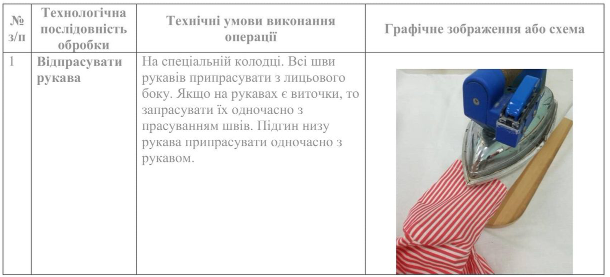 №
з/п
Технологічна
послідовність
обробки
Технічні умови виконання
операції
Графічне зображення або схема
1
Відпрасувати
рукава
На спеціальній колодці. Всі шви
рукавів припрасувати з лицьового
боку. Якщо на рукавах є виточки, то
запрасувати їх одночасно з
прасуванням швів. Підгин низу
рукава припрасувати одночасно з
рукавом.